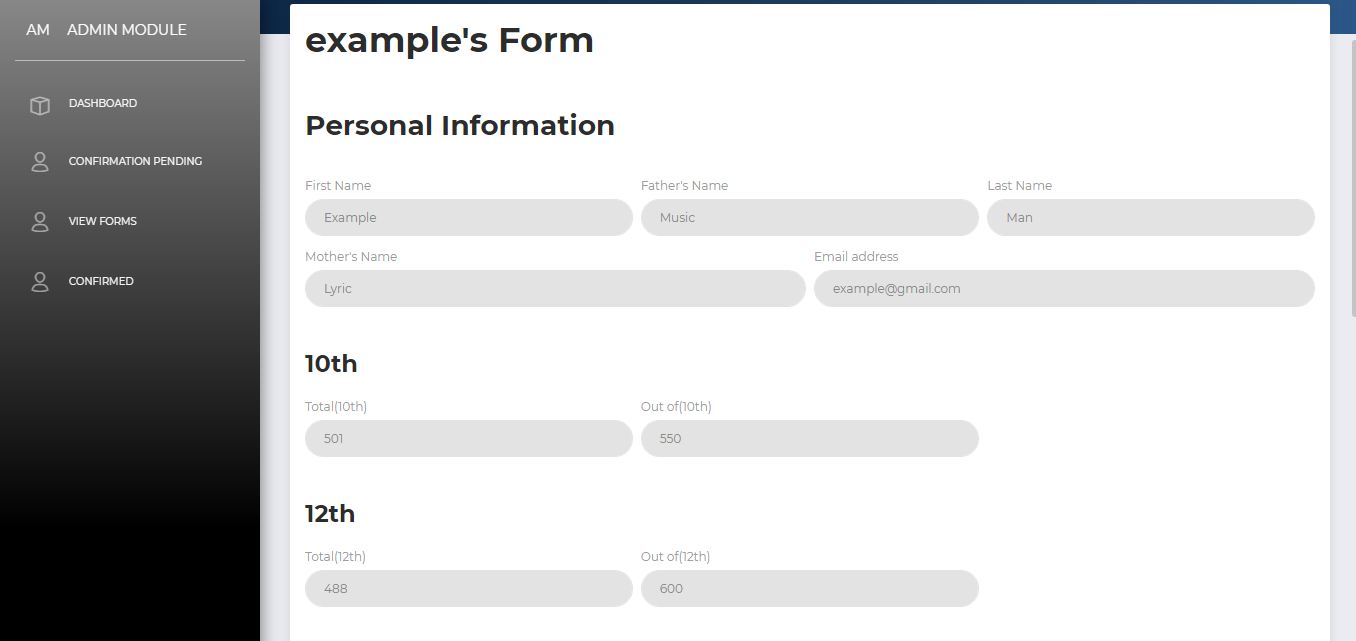 AM ADMIN MODULE
DASHBOARD
CONFIRMATION PENDING
VIEW FORMS
CONFIRMED
example's Form
Personal Information
First Name Father's Name Last Name
Example Music Man
Mother's Name Email address
Lyric example@gmail.com
10th
Total(10th) Out of(10th)
501 550
12th
Total(12th) Out of(12th)
488 600